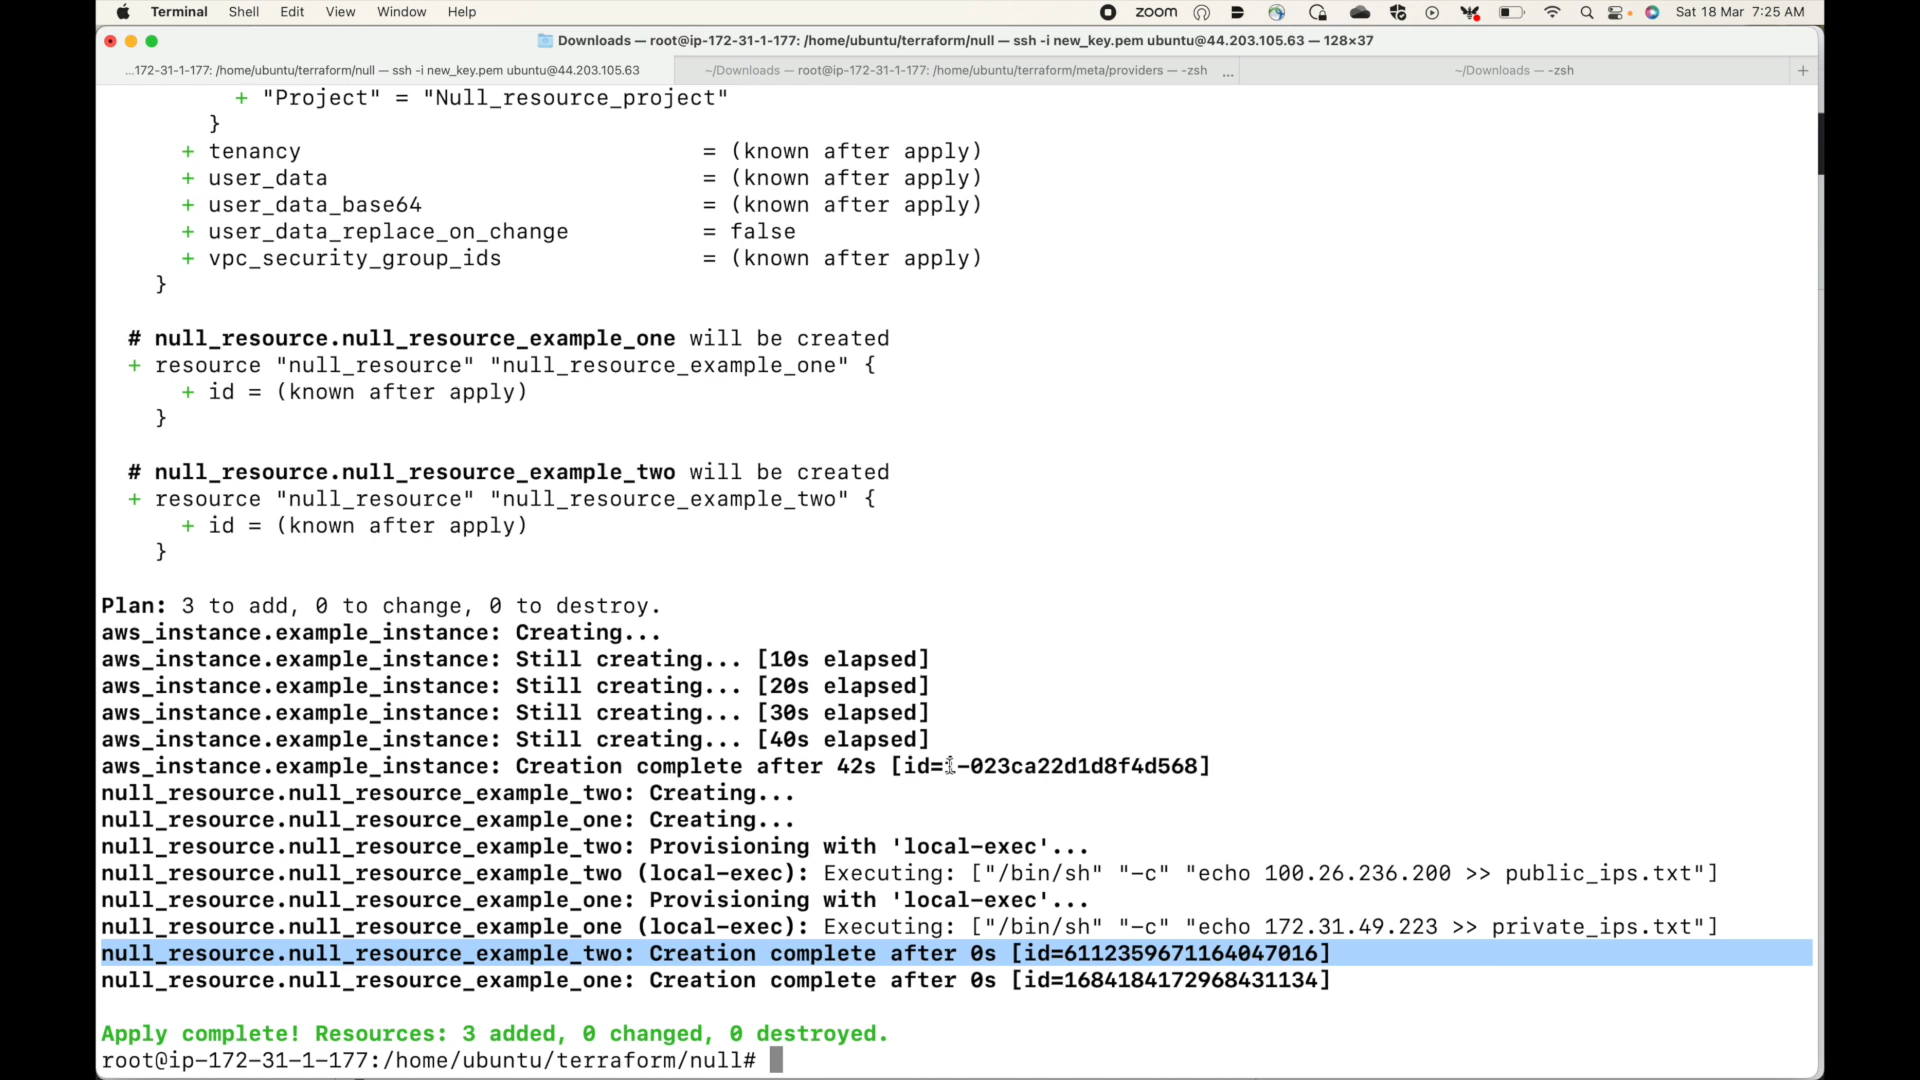 Terminal Shell Edit View Window Help zoom Sat 18 Mar 7:25 AM
Downloads — root@ip-172-31-1-177: /home/ubuntu/terraform/null — ssh -i new_key.pem ubuntu@44.203.105.63 — 128×37
...172-31-1-177: /home/ubuntu/terraform/null — ssh -i new_key.pem ubuntu@44.203.105.63 ~/Downloads — root@ip-172-31-1-177: /home/ubuntu/terraform/meta/providers — -zsh ... ~/Downloads — -zsh +
+ "Project" = "Null_resource_project"
}
+ tenancy = (known after apply)
+ user_data = (known after apply)
+ user_data_base64 = (known after apply)
+ user_data_replace_on_change = false
+ vpc_security_group_ids = (known after apply)
}
# null_resource.null_resource_example_one will be created
+ resource "null_resource" "null_resource_example_one" {
+ id = (known after apply)
}
# null_resource.null_resource_example_two will be created
+ resource "null_resource" "null_resource_example_two" {
+ id = (known after apply)
}
Plan: 3 to add, 0 to change, 0 to destroy.
aws_instance.example_instance: Creating...
aws_instance.example_instance: Still creating... [10s elapsed]
aws_instance.example_instance: Still creating... [20s elapsed]
aws_instance.example_instance: Still creating... [30s elapsed]
aws_instance.example_instance: Still creating... [40s elapsed]
aws_instance.example_instance: Creation complete after 42s [id=i-023ca22d1d8f4d568]
null_resource.null_resource_example_two: Creating...
null_resource.null_resource_example_one: Creating...
null_resource.null_resource_example_two: Provisioning with 'local-exec'...
null_resource.null_resource_example_two (local-exec): Executing: ["/bin/sh" "-c" "echo 100.26.236.200 >> public_ips.txt"]
null_resource.null_resource_example_one: Provisioning with 'local-exec'...
null_resource.null_resource_example_one (local-exec): Executing: ["/bin/sh" "-c" "echo 172.31.49.223 >> private_ips.txt"]
null_resource.null_resource_example_two: Creation complete after 0s [id=6112359671164047016]
null_resource.null_resource_example_one: Creation complete after 0s [id=1684184172968431134]
Apply complete! Resources: 3 added, 0 changed, 0 destroyed.
root@ip-172-31-1-177:/home/ubuntu/terraform/null#